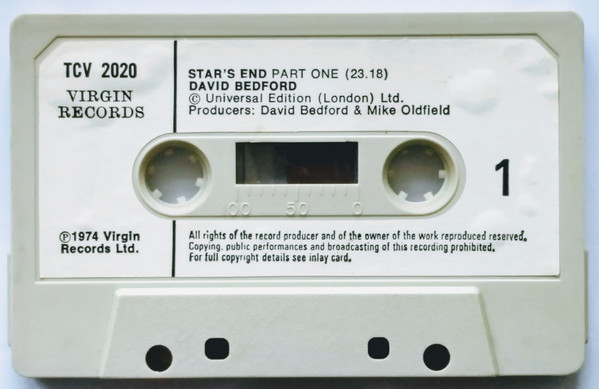 TCV 2020
VIRGIN
RECORDS
STAR'S END PART ONE (23.18)
DAVID BEDFORD
© Universal Edition (London) Ltd.
Producers: David Bedford & Mike Oldfield
1
100 50 0
℗1974 Virgin
Records Ltd.
All rights of the record producer and of the owner of the work reproduced reserved.
Copying, public performances and broadcasting of this recording prohibited.
For full copyright details see inlay card.